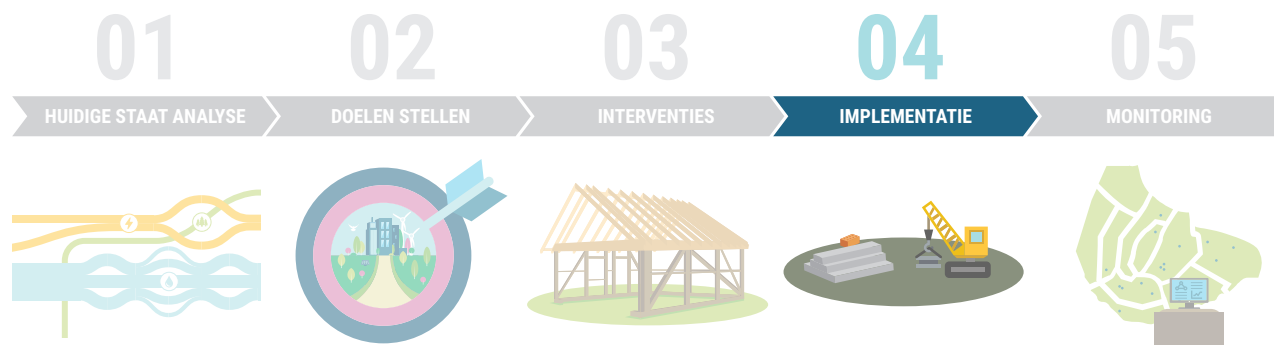 01
02
03
04
05
HUIDIGE STAAT ANALYSE
DOELEN STELLEN
INTERVENTIES
IMPLEMENTATIE
MONITORING